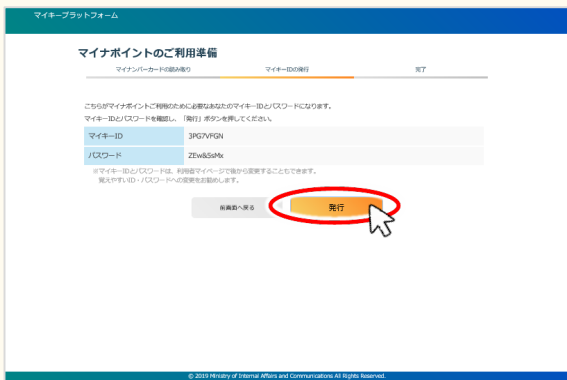 マイキープラットフォーム
マイナポイントのご利用準備
マイナンバーカードの読み取り
マイキーIDの発行
完了
こちらがマイナポイントご利用のために必要なあなたのマイキーIDとパスワードになります。
マイキーIDとパスワードを確認し、「発行」ボタンを押してください。
マイキーID 3PG7VFGN
パスワード ZEw&5sMx
※マイキーIDとパスワードは、利用者マイページで後から変更することもできます。
覚えやすいID・パスワードへの変更をお勧めします。
前画面へ戻る
発行
© 2019 Ministry of Internal Affairs and Communications All Rights Reserved.